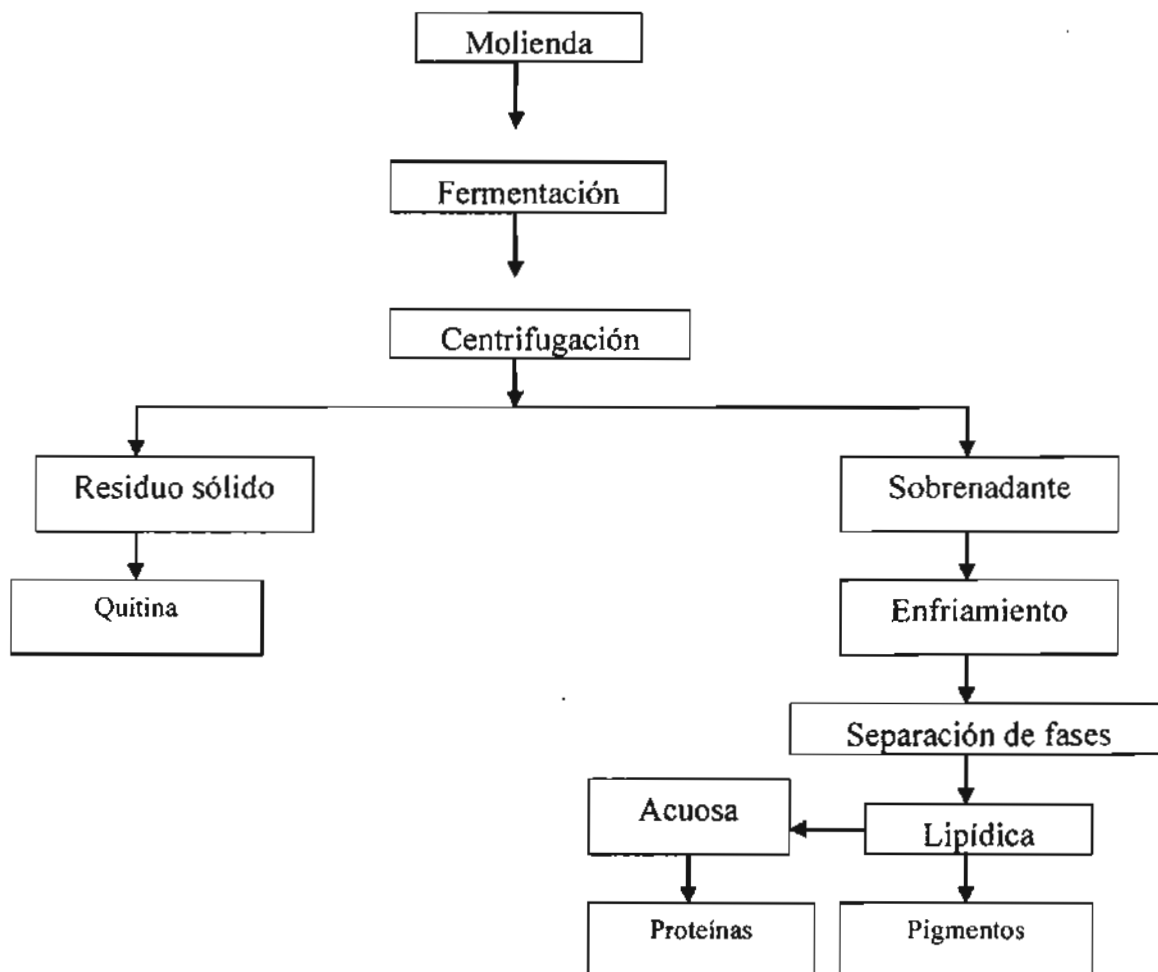 Molienda
Fermentación
Centrifugación
Residuo sólido
Sobrenadante
Quitina
Enfriamiento
Separación de fases
Acuosa
Lipídica
Proteínas
Pigmentos